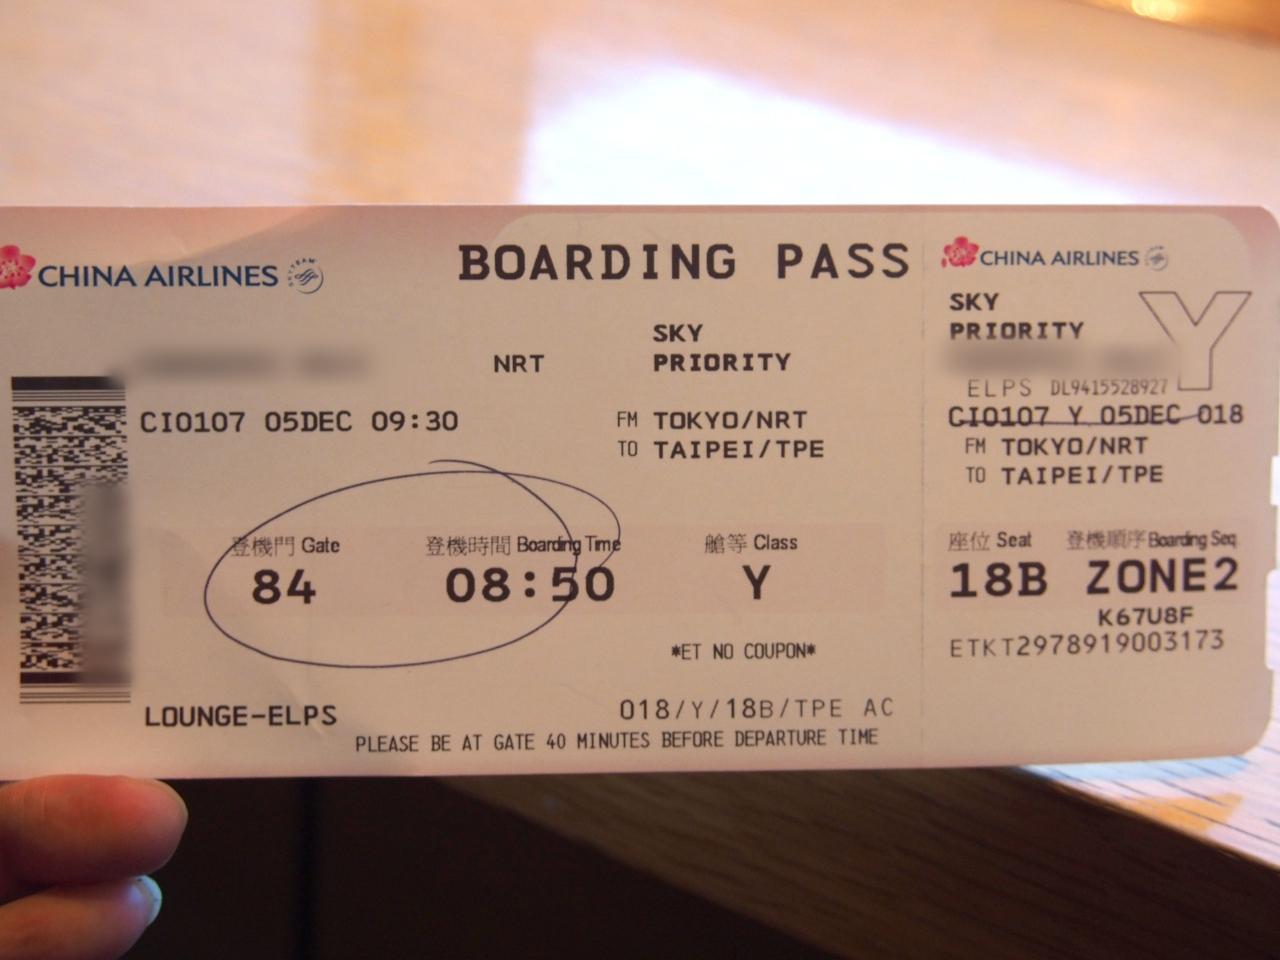 CHINA AIRLINES SKYTEAM
BOARDING PASS
NRT
SKY
PRIORITY
CI0107 05DEC 09:30
FM TOKYO/NRT
TO TAIPEI/TPE
登機門 Gate
84
登機時間 Boarding Time
08:50
艙等 Class
Y
*ET NO COUPON*
LOUNGE-ELPS
018/Y/18B/TPE AC
PLEASE BE AT GATE 40 MINUTES BEFORE DEPARTURE TIME
CHINA AIRLINES
SKY
PRIORITY
Y
ELPS DL9415528927
CI0107 Y 05DEC 018
FM TOKYO/NRT
TO TAIPEI/TPE
座位 Seat
18B
登機順序 Boarding Seq.
ZONE2
K67U8F
ETKT2978919003173